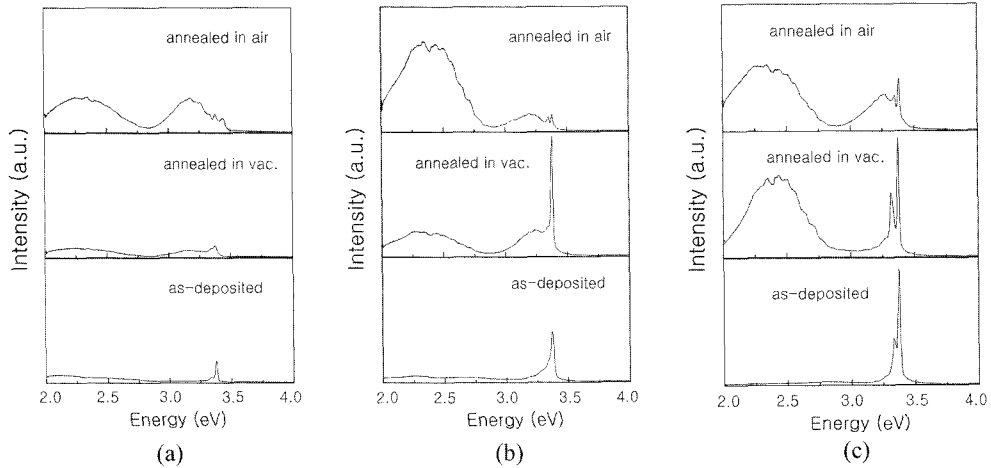 annealed in air
annealed in vac.
as-deposited
Intensity (a.u.)
2.0 2.5 3.0 3.5 4.0
Energy (eV)
(a)
annealed in air
annealed in vac.
as-deposited
Intensity (a.u.)
2.0 2.5 3.0 3.5 4.0
Energy (eV)
(b)
annealed in air
annealed in vac.
as-deposited
Intensity (a.u.)
2.0 2.5 3.0 3.5 4.0
Energy (eV)
(c)